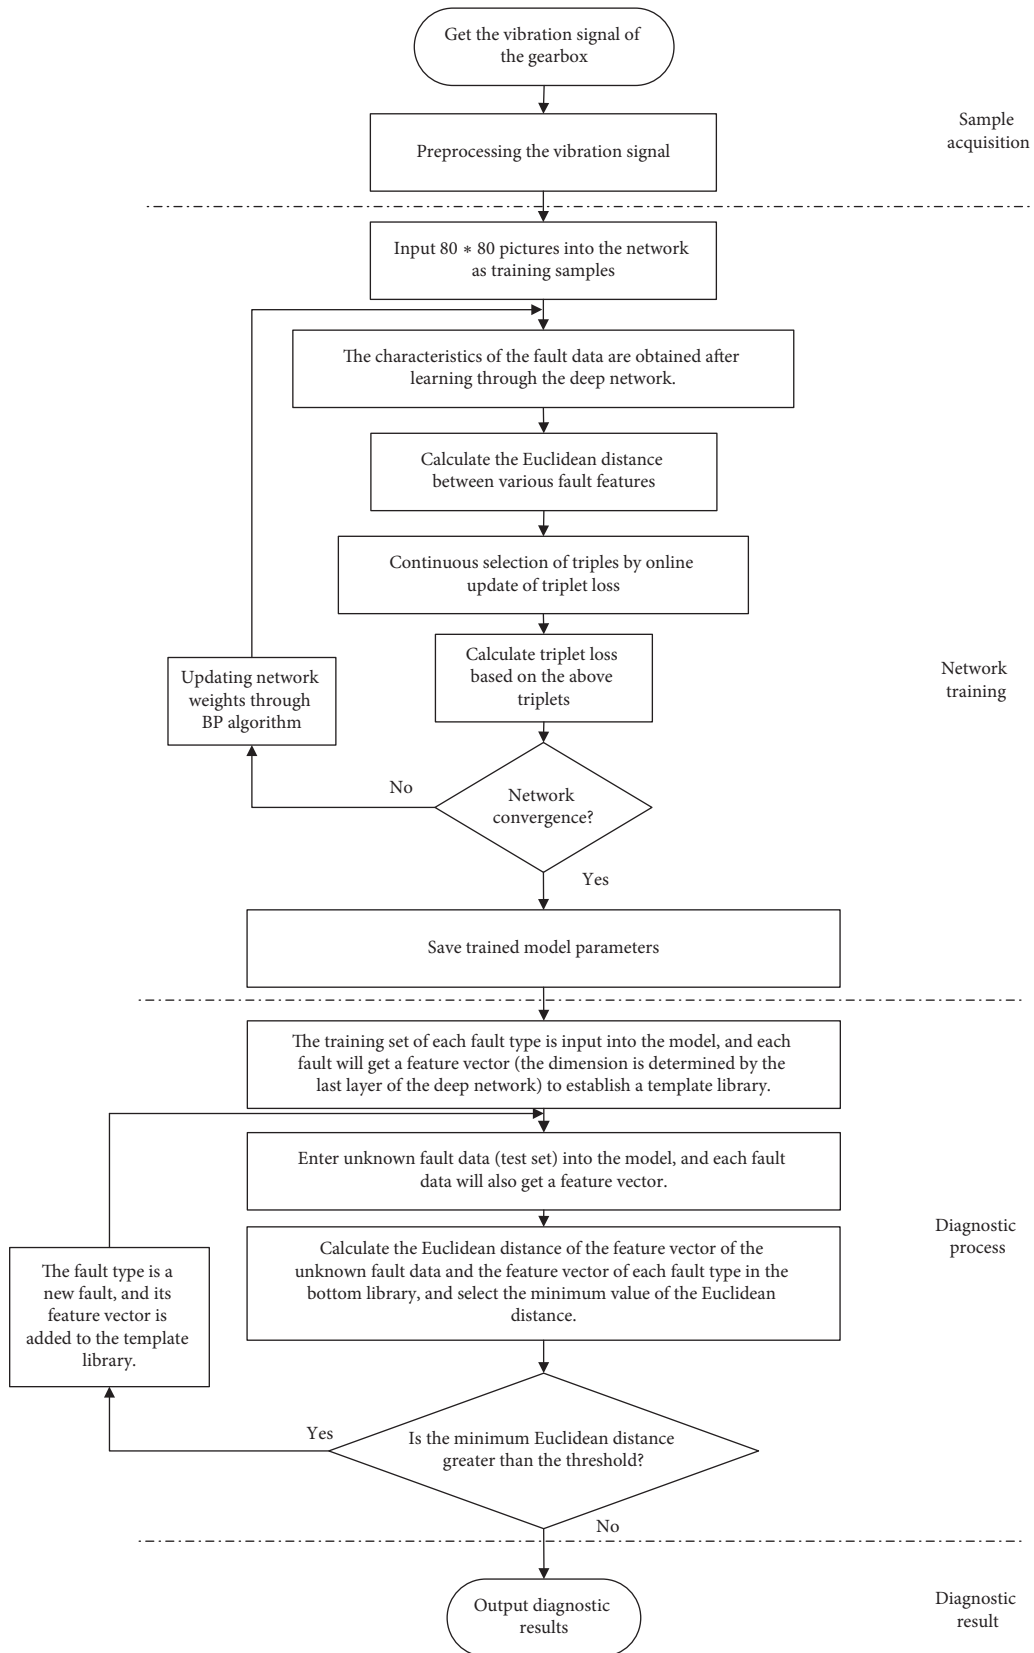 Get the vibration signal of
the gearbox
Preprocessing the vibration signal
Sample
acquisition
Input 80 ∗ 80 pictures into the network
as training samples
The characteristics of the fault data are obtained after
learning through the deep network.
Calculate the Euclidean distance
between various fault features
Continuous selection of triples by online
update of triplet loss
Calculate triplet loss
based on the above
triplets
Updating network
weights through
BP algorithm
Network
training
No
Network
convergence?
Yes
Save trained model parameters
The training set of each fault type is input into the model, and each
fault will get a feature vector (the dimension is determined by the
last layer of the deep network) to establish a template library.
Enter unknown fault data (test set) into the model, and each fault
data will also get a feature vector.
Calculate the Euclidean distance of the feature vector of the
unknown fault data and the feature vector of each fault type in the
bottom library, and select the minimum value of the Euclidean
distance.
The fault type is a
new fault, and its
feature vector is
added to the template
library.
Diagnostic
process
Yes
Is the minimum Euclidean distance
greater than the threshold?
No
Output diagnostic
results
Diagnostic
result